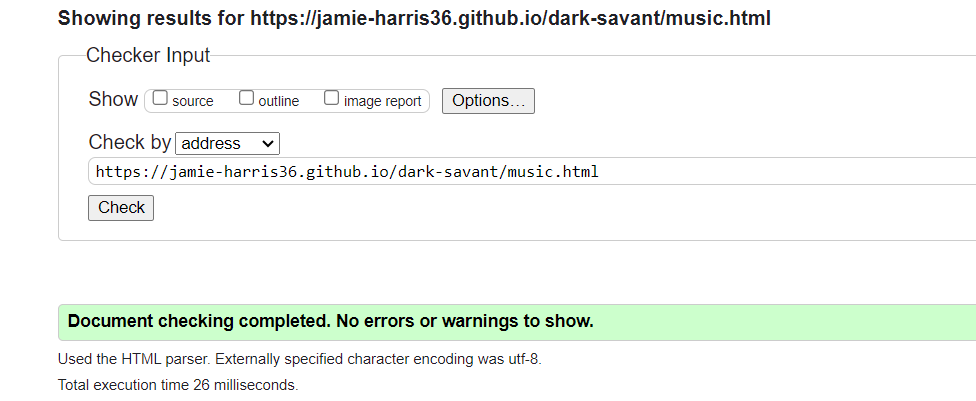 Showing results for https://jamie-harris36.github.io/dark-savant/music.html
Checker Input
Show source outline image report Options...
Check by address
https://jamie-harris36.github.io/dark-savant/music.html
Check
Document checking completed. No errors or warnings to show.
Used the HTML parser. Externally specified character encoding was utf-8.
Total execution time 26 milliseconds.